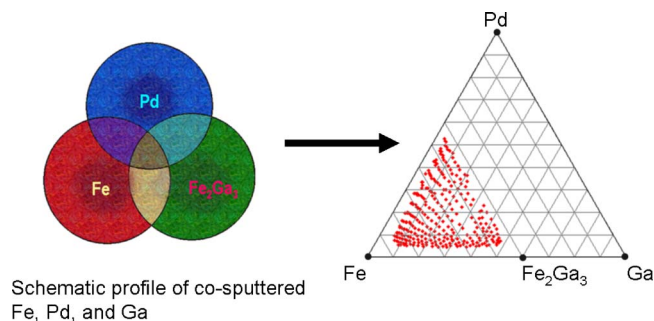 Pd
Fe
Fe₂Ga₃
Schematic profile of co-sputtered
Fe, Pd, and Ga
Pd
Fe
Fe₂Ga₃
Ga